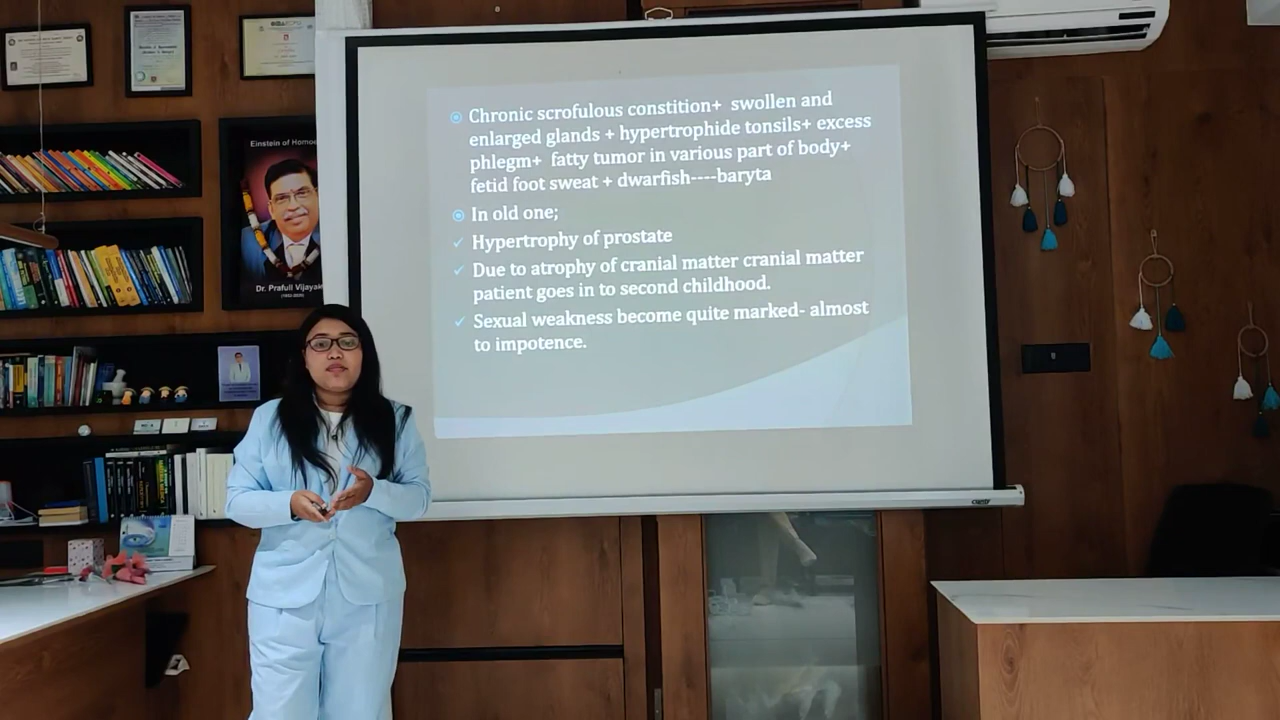 Einstein of Homoe
Dr. Prafull Vijayak
Chronic scrofulous constition+ swollen and
enlarged glands + hypertrophide tonsils+ excess
phlegm+ fatty tumor in various part of body+
fetid foot sweat + dwarfish----baryta
In old one;
Hypertrophy of prostate
Due to atrophy of cranial matter cranial matter
patient goes in to second childhood.
Sexual weakness become quite marked- almost
to impotence.